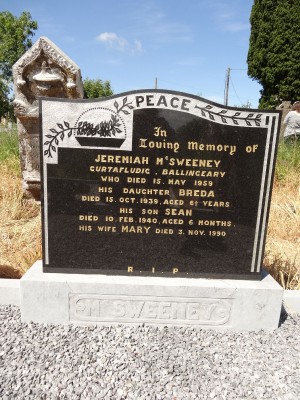 PEACE
In
Loving Memory of
JEREMIAH McSWEENEY
CURTAFLUDIG, BALLINGEARY
WHO DIED 15. MAY 1959
HIS DAUGHTER BREDA
DIED 15. OCT. 1939, AGED 6½ YEARS
HIS SON SEAN
DIED 10. FEB. 1940, AGED 6 MONTHS.
HIS WIFE MARY DIED 3. NOV. 1990
R. I. P
McSWEENEY